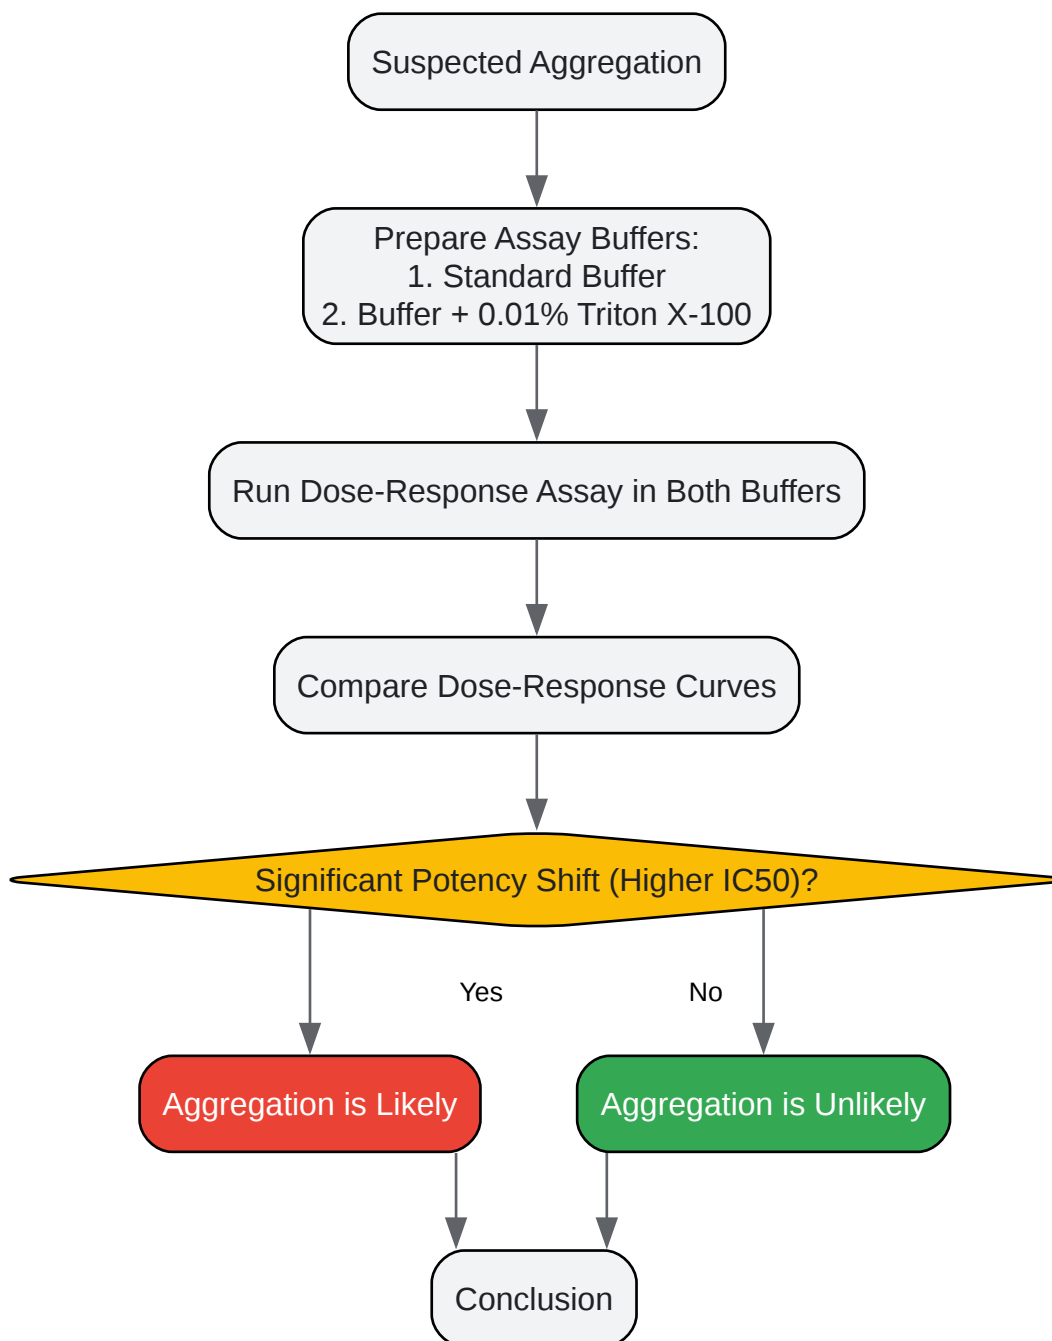 Suspected Aggregation
Prepare Assay Buffers:
1. Standard Buffer
2. Buffer + 0.01% Triton X-100
Run Dose-Response Assay in Both Buffers
Compare Dose-Response Curves
Significant Potency Shift (Higher IC50)?
Yes
No
Aggregation is Likely
Aggregation is Unlikely
Conclusion